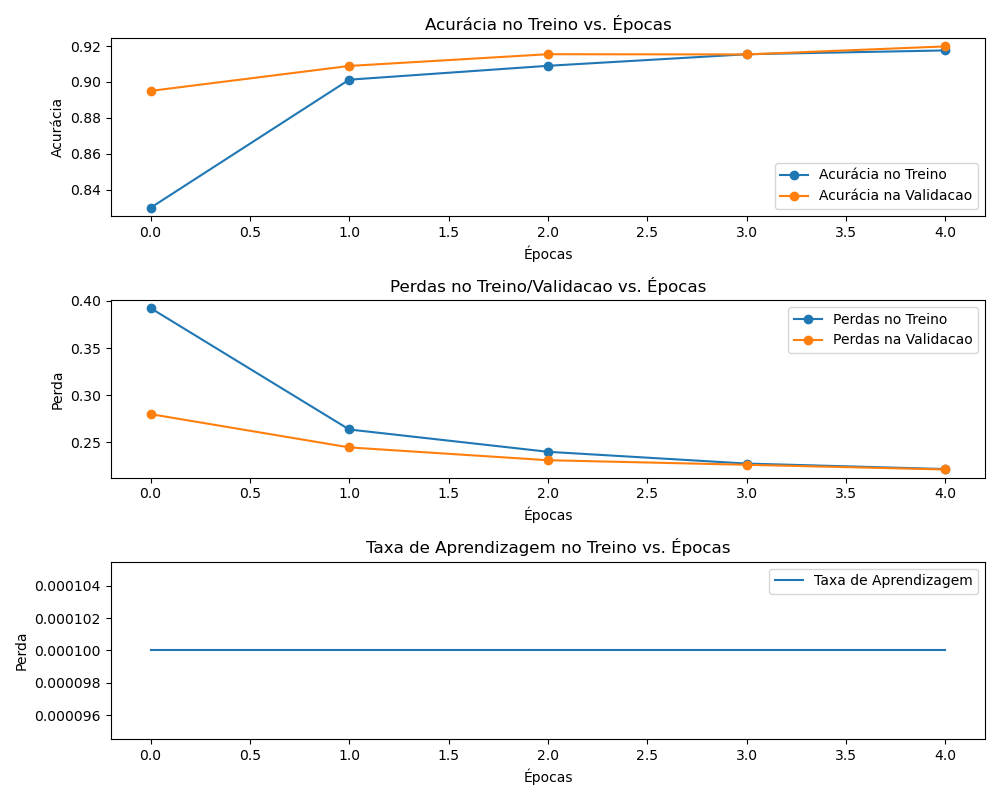 Acurácia no Treino vs. Épocas
0.92
0.90
0.88
0.86
0.84
Acurácia
Acurácia no Treino
Acurácia na Validacao
0.0 0.5 1.0 1.5 2.0 2.5 3.0 3.5 4.0
Épocas
Perdas no Treino/Validacao vs. Épocas
0.40
0.35
0.30
0.25
Perda
Perdas no Treino
Perdas na Validacao
0.0 0.5 1.0 1.5 2.0 2.5 3.0 3.5 4.0
Épocas
Taxa de Aprendizagem no Treino vs. Épocas
0.000104
0.000102
0.000100
0.000098
0.000096
Perda
Taxa de Aprendizagem
0.0 0.5 1.0 1.5 2.0 2.5 3.0 3.5 4.0
Épocas